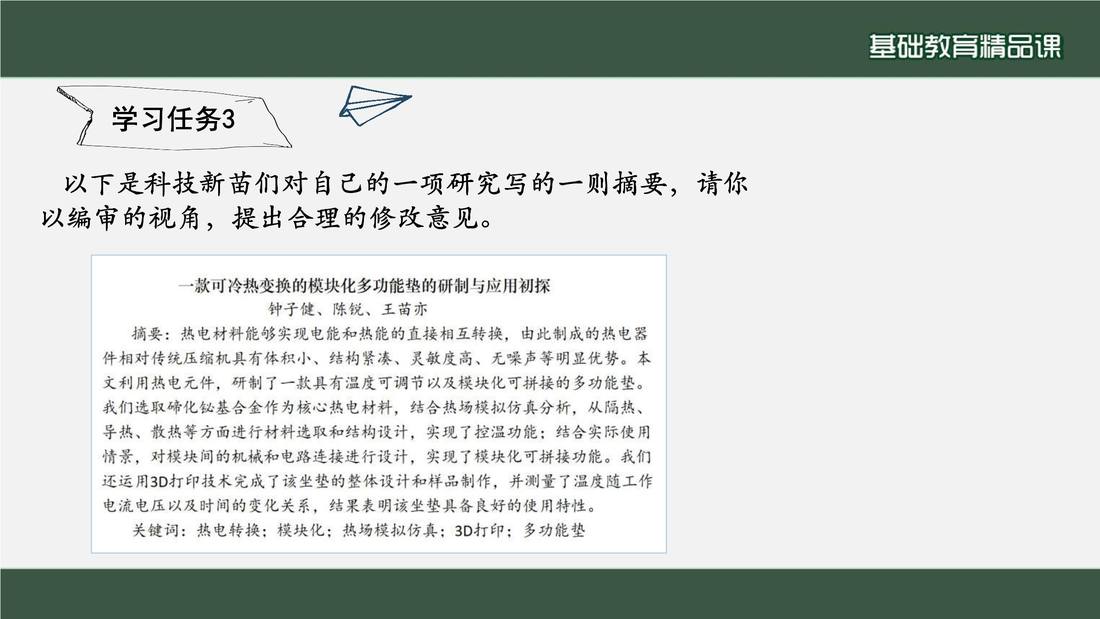 基础教育精品课
学习任务3
以下是科技新苗们对自己的一项研究写的一则摘要，请你
以编审的视角，提出合理的修改意见。
一款可冷热变换的模块化多功能垫的研制与应用初探
钟子健、陈锐、王苗亦
摘要：热电材料能够实现电能和热能的直接相互转换，由此制成的热电器
件相对传统压缩机具有体积小、结构紧凑、灵敏度高、无噪声等明显优势。本
文利用热电元件，研制了一款具有温度可调节以及模块化可拼接的多功能垫。
我们选取碲化铋基合金作为核心热电材料，结合热场模拟仿真分析，从隔热、
导热、散热等方面进行材料选取和结构设计，实现了控温功能；结合实际使用
情景，对模块间的机械和电路连接进行设计，实现了模块化可拼接功能。我们
还运用3D打印技术完成了该坐垫的整体设计和样品制作，并测量了温度随工作
电流电压以及时间的变化关系，结果表明该坐垫具备良好的使用特性。
关键词：热电转换；模块化；热场模拟仿真；3D打印；多功能垫